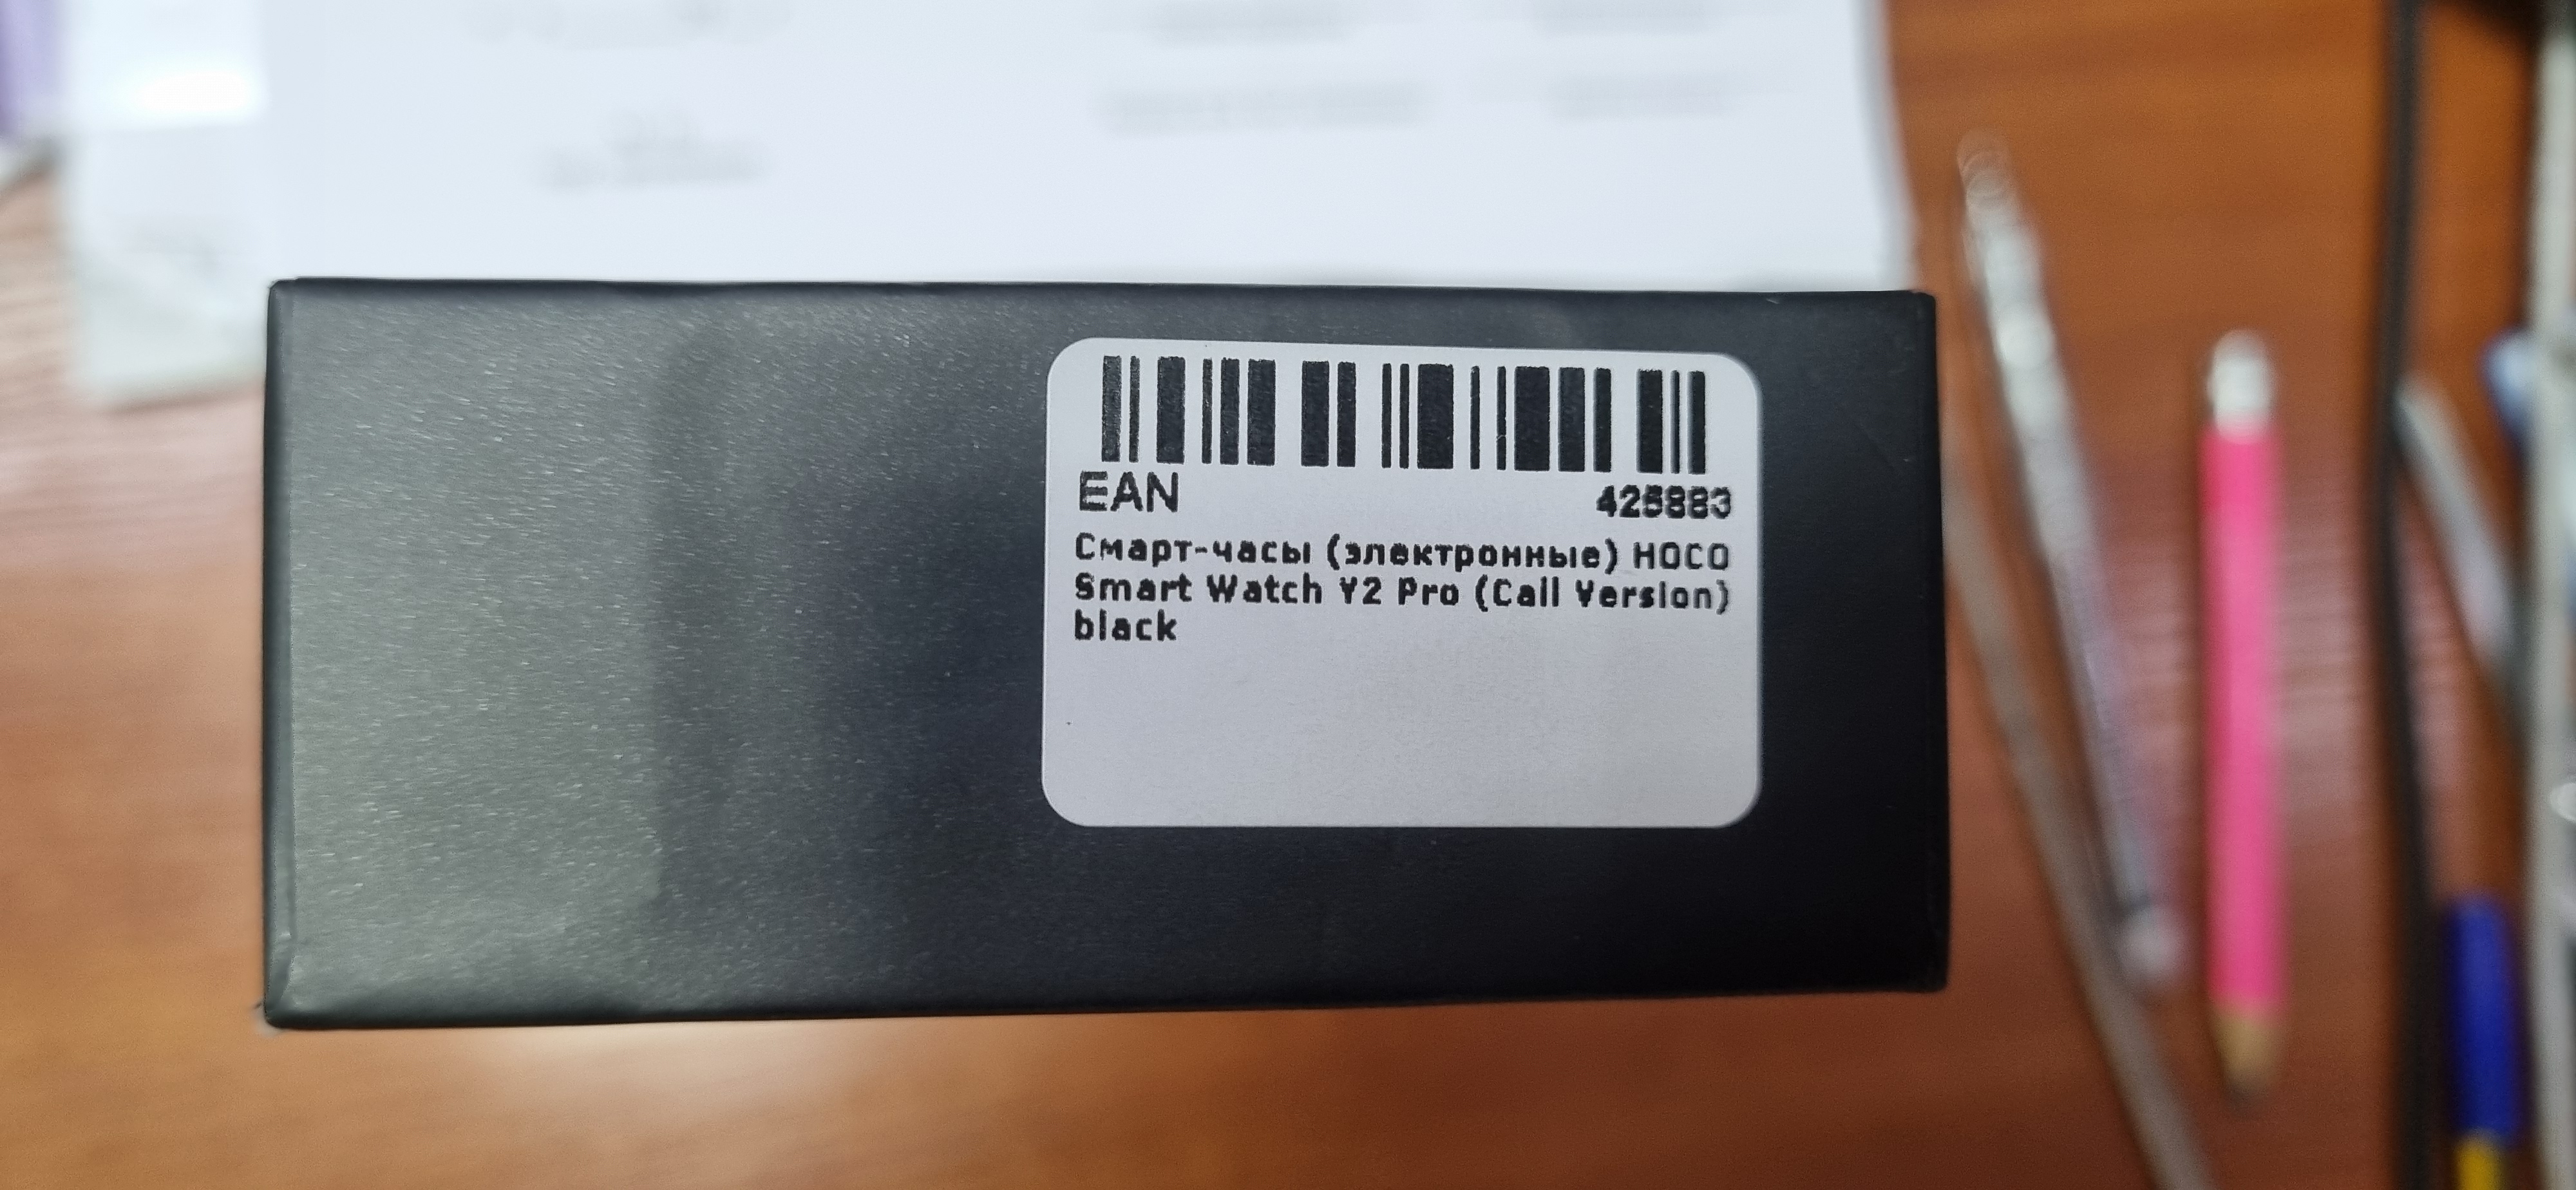 EAN 425883
Смарт-часы (электронные) HOCO
Smart Watch Y2 Pro (Call Version)
black